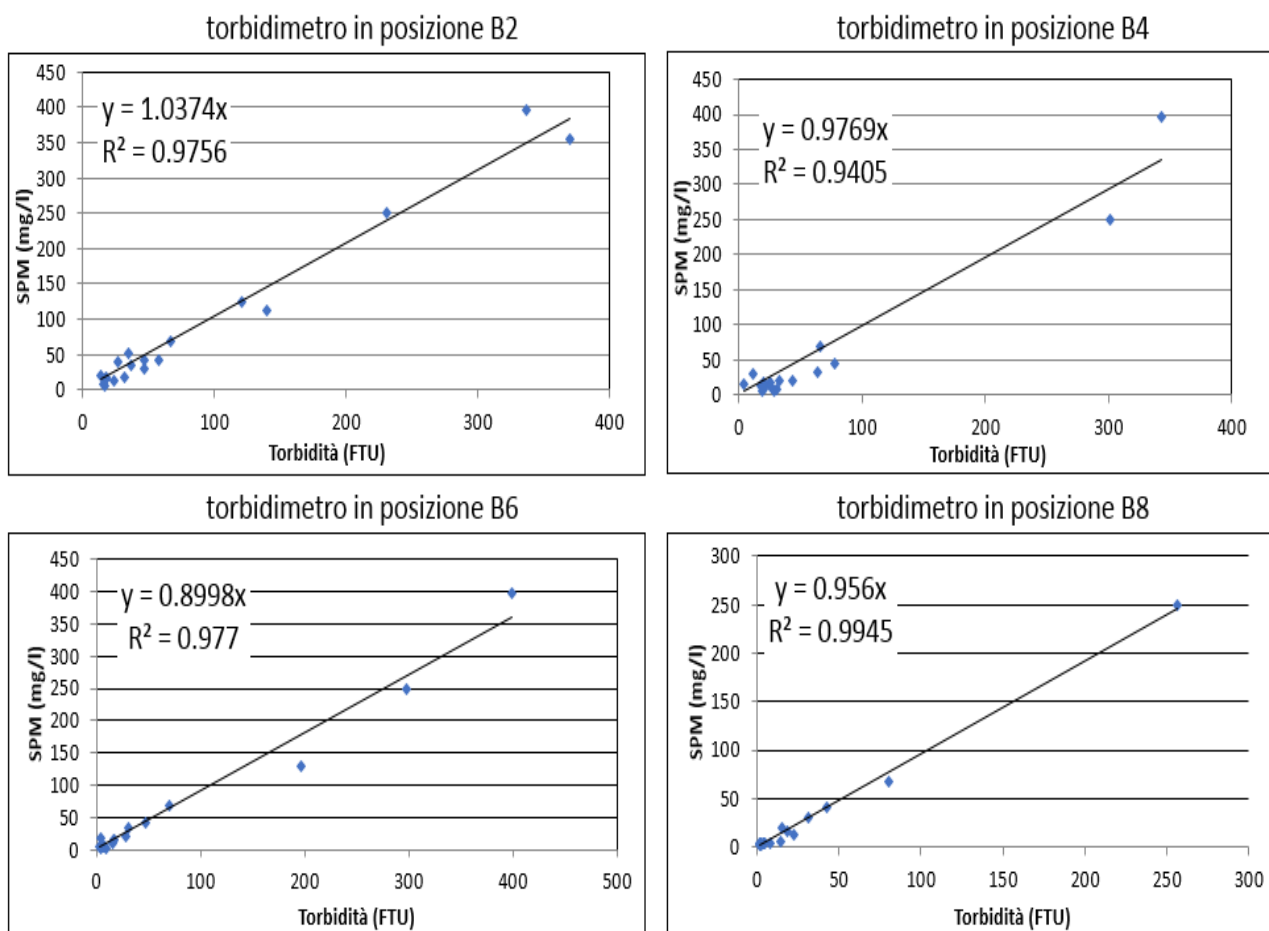 torbidimetro in posizione B2
y = 1.0374x
R² = 0.9756
SPM (mg/l)
450
400
350
300
250
200
150
100
50
0
0 100 200 300 400
Torbidità (FTU)
torbidimetro in posizione B4
y = 0.9769x
R² = 0.9405
SPM (mg/l)
450
400
350
300
250
200
150
100
50
0
0 100 200 300 400
Torbidità (FTU)
torbidimetro in posizione B6
y = 0.8998x
R² = 0.977
SPM (mg/l)
450
400
350
300
250
200
150
100
50
0
0 100 200 300 400 500
Torbidità (FTU)
torbidimetro in posizione B8
y = 0.956x
R² = 0.9945
SPM (mg/l)
300
250
200
150
100
50
0
0 50 100 150 200 250 300
Torbidità (FTU)